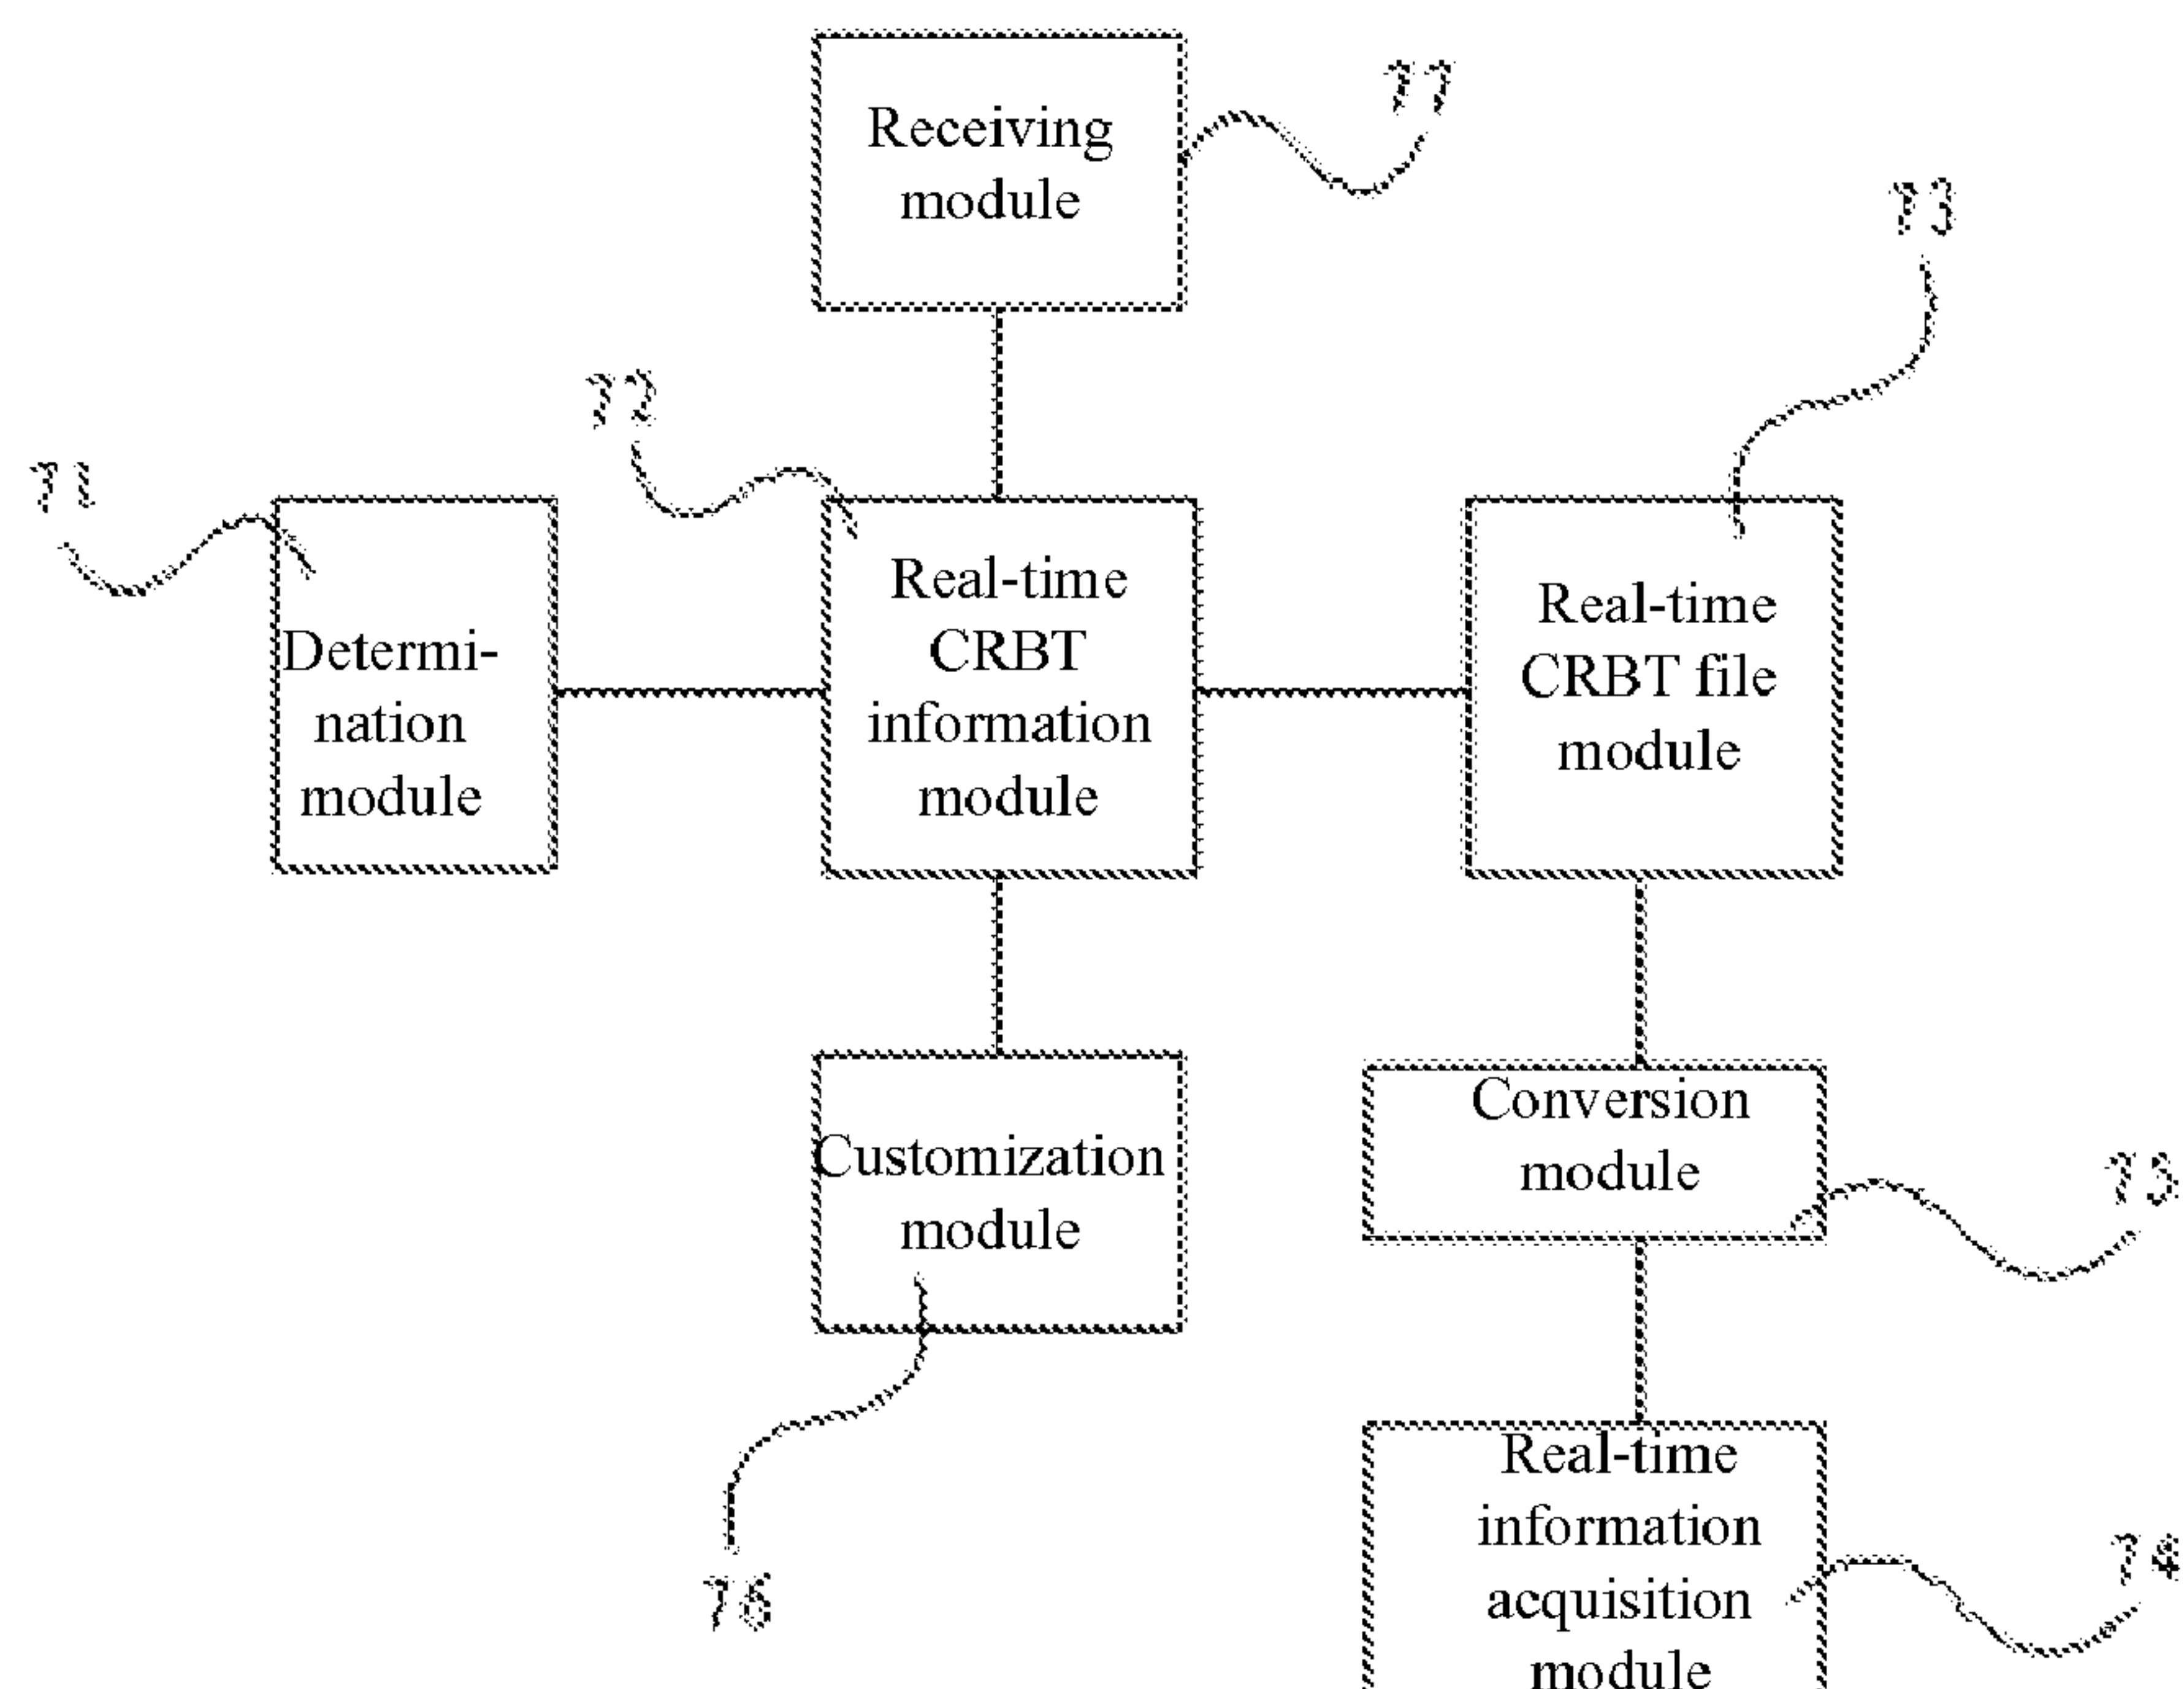 Receiving
module
77
73
72
71
Determi-
nation
module
Real-time
CRBT
information
module
Real-time
CRBT file
module
Customization
module
Conversion
module
75
76
Real-time
information
acquisition
module
74